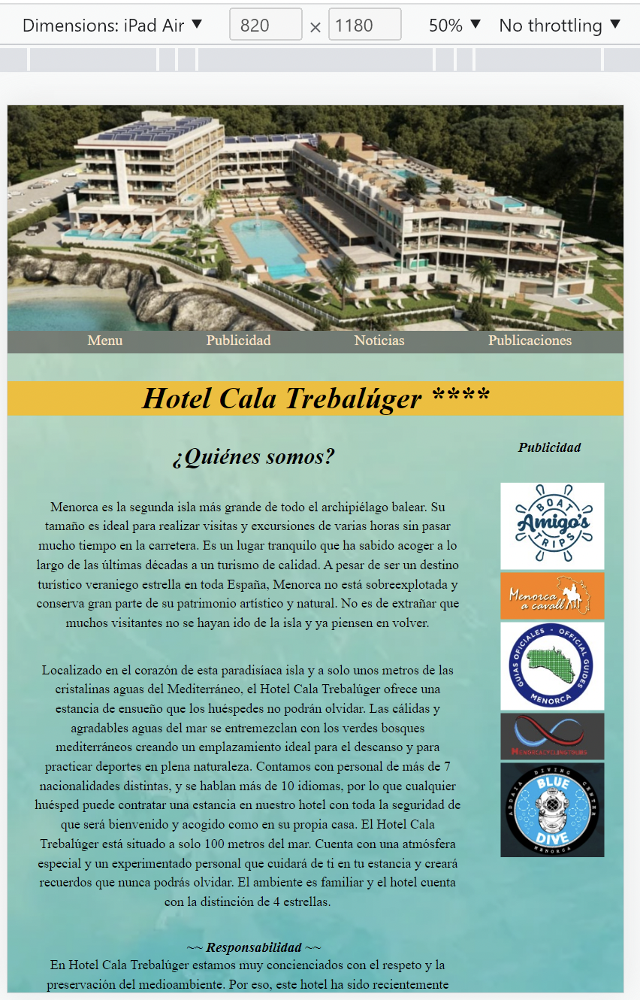 Dimensions: iPad Air ▼ 820 × 1180 50% ▼ No throttling ▼
Menu Publicidad Noticias Publicaciones
Hotel Cala Trebalúger ****
¿Quiénes somos?
Menorca es la segunda isla más grande de todo el archipiélago balear. Su
tamaño es ideal para realizar visitas y excursiones de varias horas sin pasar
mucho tiempo en la carretera. Es un lugar tranquilo que ha sabido acoger a lo
largo de las últimas décadas a un turismo de calidad. A pesar de ser un destino
turístico veraniego estrella en toda España, Menorca no está sobreexplotada y
conserva gran parte de su patrimonio artístico y natural. No es de extrañar que
muchos visitantes no se hayan ido de la isla y ya piensen en volver.
Localizado en el corazón de esta paradisíaca isla y a solo unos metros de las
cristalinas aguas del Mediterráneo, el Hotel Cala Trebalúger ofrece una
estancia de ensueño que los huéspedes no podrán olvidar. Las cálidas y
agradables aguas del mar se entremezclan con los verdes bosques
mediterráneos creando un emplazamiento ideal para el descanso y para
practicar deportes en plena naturaleza. Contamos con personal de más de 7
nacionalidades distintas, y se hablan más de 10 idiomas, por lo que cualquier
huésped puede contratar una estancia en nuestro hotel con toda la seguridad de
que será bienvenido y acogido como en su propia casa. El Hotel Cala
Trebalúger está situado a solo 100 metros del mar. Cuenta con una atmósfera
especial y un experimentado personal que cuidará de ti en tu estancia y creará
recuerdos que nunca podrás olvidar. El ambiente es familiar y el hotel cuenta
con la distinción de 4 estrellas.
~~ Responsabilidad ~~
En Hotel Cala Trebalúger estamos muy concienciados con el respeto y la
preservación del medioambiente. Por eso, este hotel ha sido recientemente
Publicidad
BOAT
Amigo's
TRIPS
Menorca
a cavall
GUIAS OFICIALES - OFFICIAL GUIDES
MENORCA
MENORCACYCLINGTOURS
ADDAIA DIVING CENTER
BLUE
DIVE
MENORCA